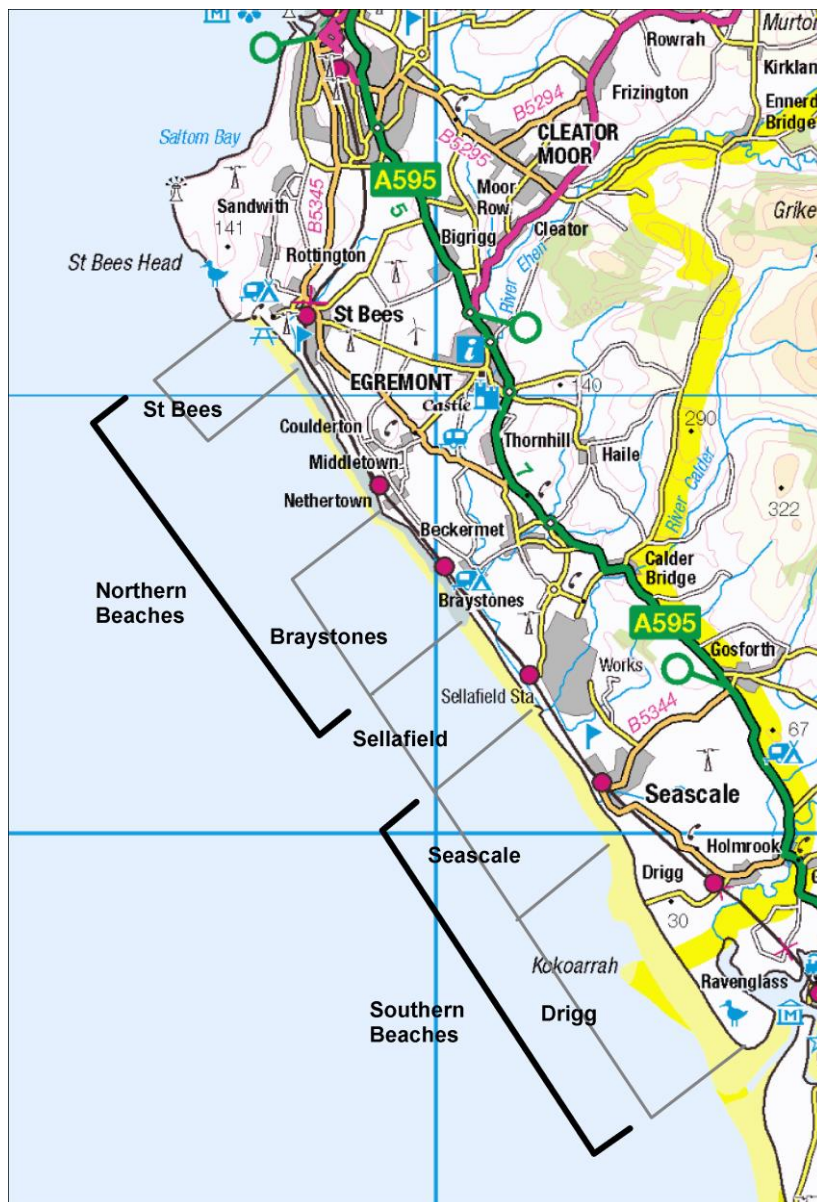 Murton
Rowrah
Kirkland
Frizington
B5294
Ennerdale
Bridge
CLEATOR
MOOR
B5295
Saltom Bay
A595
Moor
Row
5
Sandwith
B5345
141
Cleator
Grike
Bigrigg
River Ehen
Rottington
St Bees Head
183
St Bees
i
EGREMONT
140
St Bees
Castle
290
Coulderton
Thornhill
Haile
Middletown
7
River Calder
322
Nethertown
Beckermet
Calder
Bridge
Northern
Beaches
Braystones
A595
Braystones
Gosforth
Works
Sellafield Sta
B5344
67
Sellafield
Seascale
Holmrook
Seascale
Drigg
30
Kokoarrah
Ravenglass
Southern
Beaches
Drigg
M